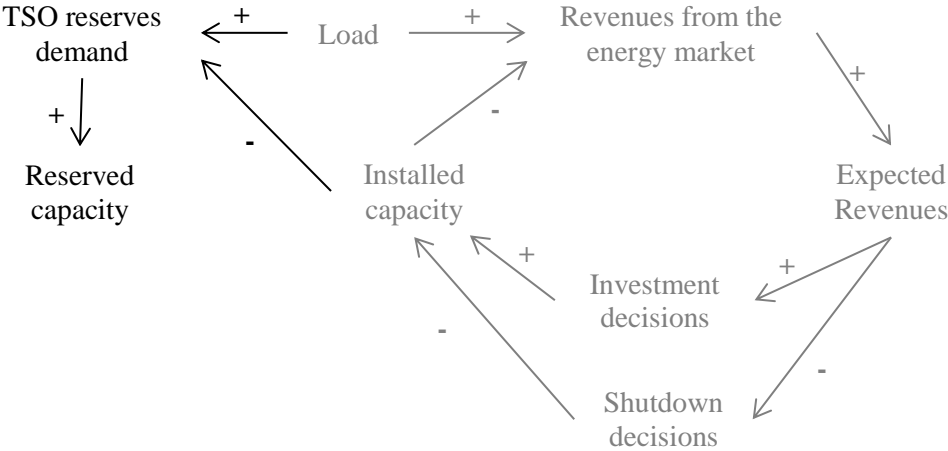 TSO reserves
demand
+
Load
+
Revenues from the
energy market
+
+
-
-
Reserved
capacity
Installed
capacity
Expected
Revenues
+
+
Investment
decisions
-
-
Shutdown
decisions